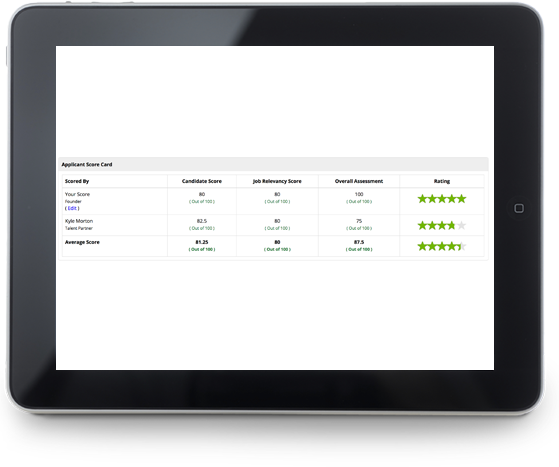 Applicant Score Card
Scored By Candidate Score Job Relevancy Score Overall Assessment Rating
Your Score 80 80 100
Founder ( Out of 100 ) ( Out of 100 ) ( Out of 100 )
( Edit )
Kyle Morton 82.5 80 75
Talent Partner ( Out of 100 ) ( Out of 100 ) ( Out of 100 )
Average Score 81.25 80 87.5
( Out of 100 ) ( Out of 100 ) ( Out of 100 )